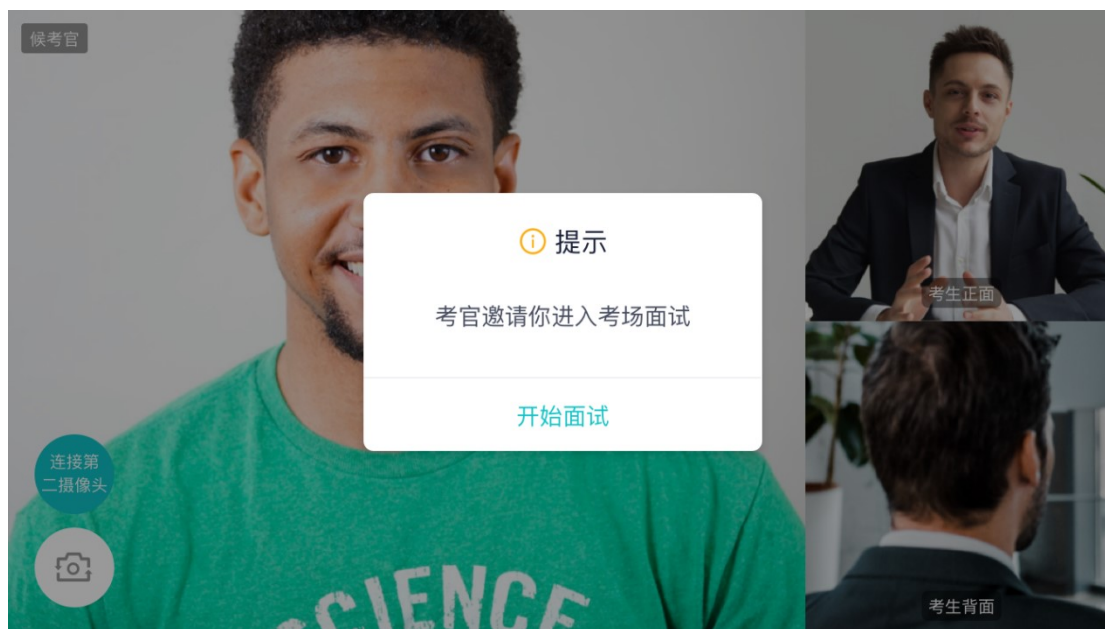 候考官
提示
考官邀请你进入考场面试
开始面试
考生正面
连接第
二摄像头
SCIENCE
考生背面